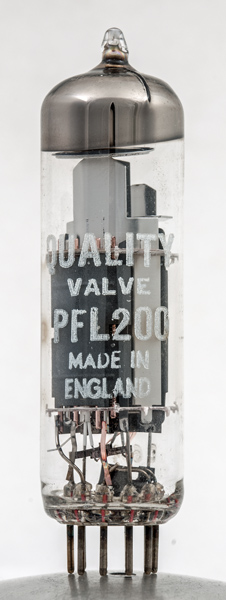 QUALITY
VALVE
PFL200
MADE IN
ENGLAND